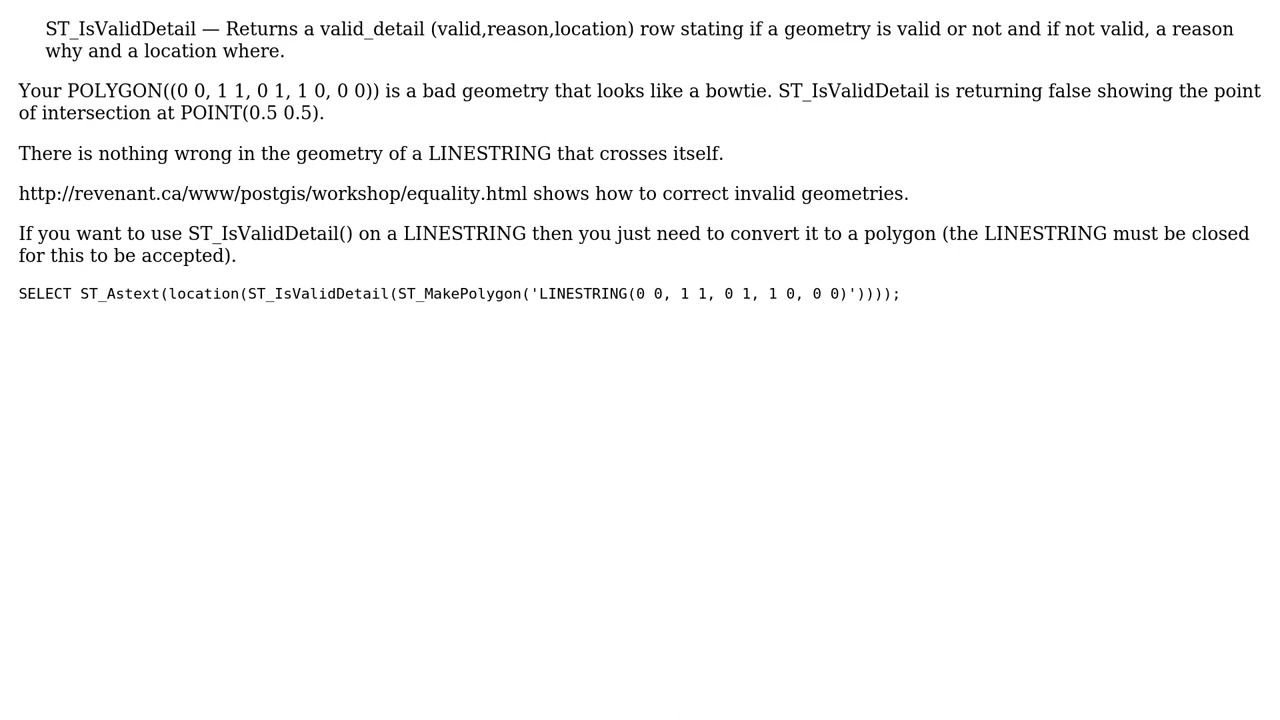 ST_IsValidDetail — Returns a valid_detail (valid,reason,location) row stating if a geometry is valid or not and if not valid, a reason
why and a location where.
Your POLYGON((0 0, 1 1, 0 1, 1 0, 0 0)) is a bad geometry that looks like a bowtie. ST_IsValidDetail is returning false showing the point
of intersection at POINT(0.5 0.5).
There is nothing wrong in the geometry of a LINESTRING that crosses itself.
http://revenant.ca/www/postgis/workshop/equality.html shows how to correct invalid geometries.
If you want to use ST_IsValidDetail() on a LINESTRING then you just need to convert it to a polygon (the LINESTRING must be closed
for this to be accepted).
SELECT ST_Astext(location(ST_IsValidDetail(ST_MakePolygon('LINESTRING(0 0, 1 1, 0 1, 1 0, 0 0)'))));